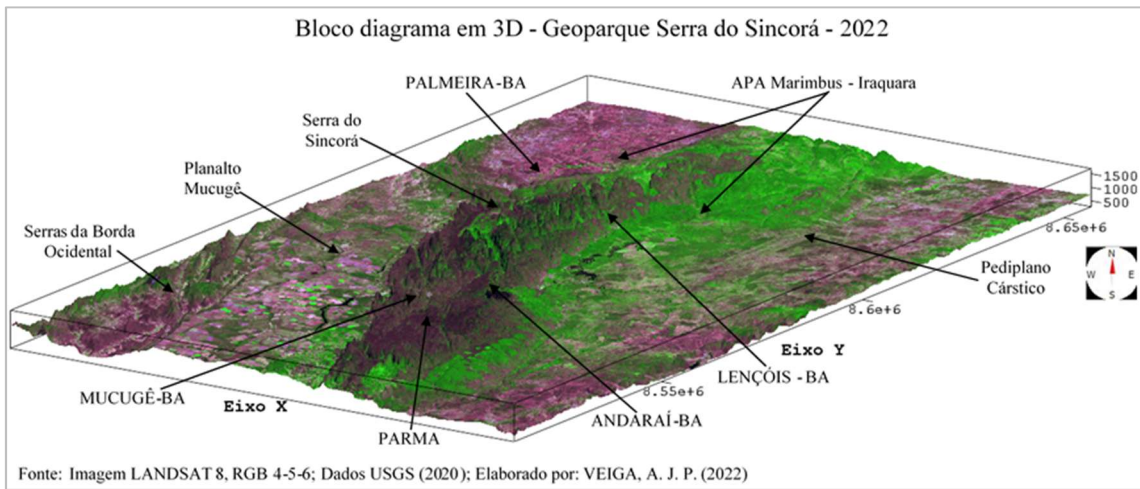 Bloco diagrama em 3D - Geoparque Serra do Sincorá - 2022
PALMEIRA-BA
APA Marimbus - Iraquara
Serra do
Sincorá
Planalto
Mucugê
Serras da Borda
Ocidental
1500
1000
500
8.65e+6
N
W
E
S
Pediplano
Cárstico
8.6e+6
Eixo Y
LENÇÓIS - BA
8.55e+6
MUCUGÊ-BA
Eixo X
ANDARAÍ-BA
PARMA
Fonte: Imagem LANDSAT 8, RGB 4-5-6; Dados USGS (2020); Elaborado por: VEIGA, A. J. P. (2022)